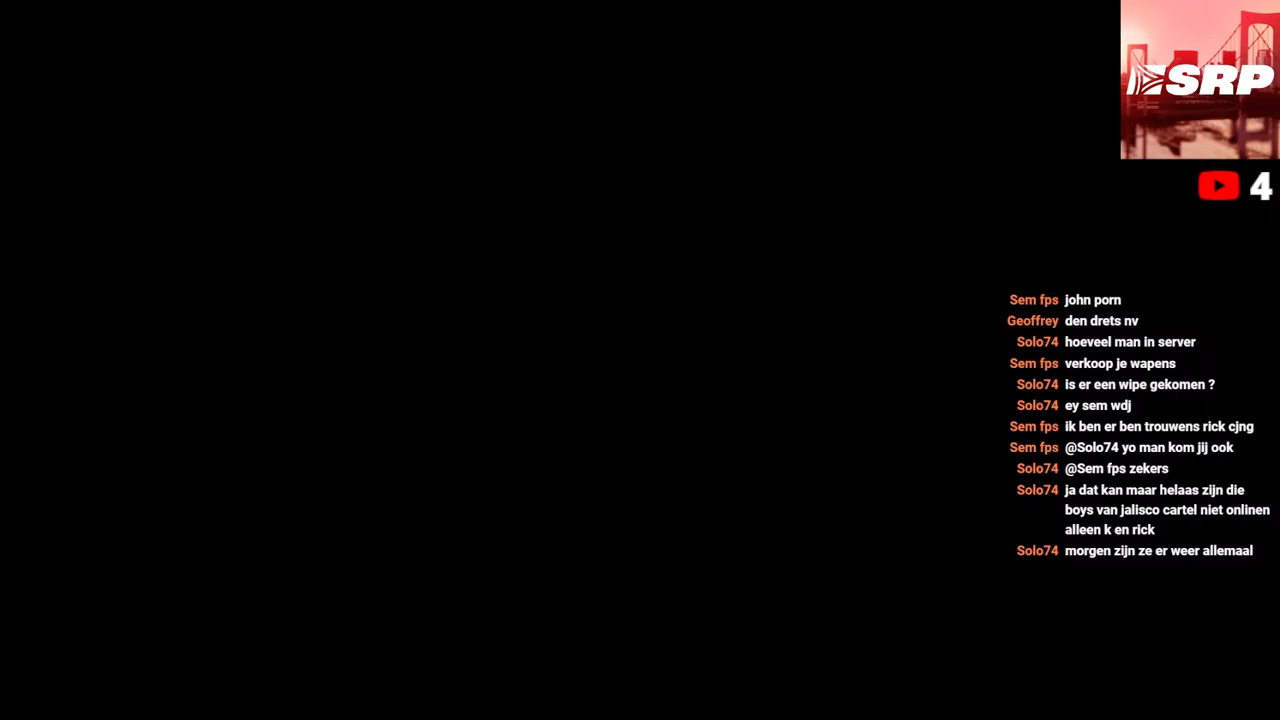 ESRP
4
Sem fps john porn
Geoffrey den drets nv
Solo74 hoeveel man in server
Sem fps verkoop je wapens
Solo74 is er een wipe gekomen ?
Solo74 ey sem wdj
Sem fps ik ben er ben trouwens rick cjng
Sem fps @Solo74 yo man kom jij ook
Solo74 @Sem fps zekers
Solo74 ja dat kan maar helaas zijn die
boys van jalisco cartel niet onlinen
alleen k en rick
Solo74 morgen zijn ze er weer allemaal